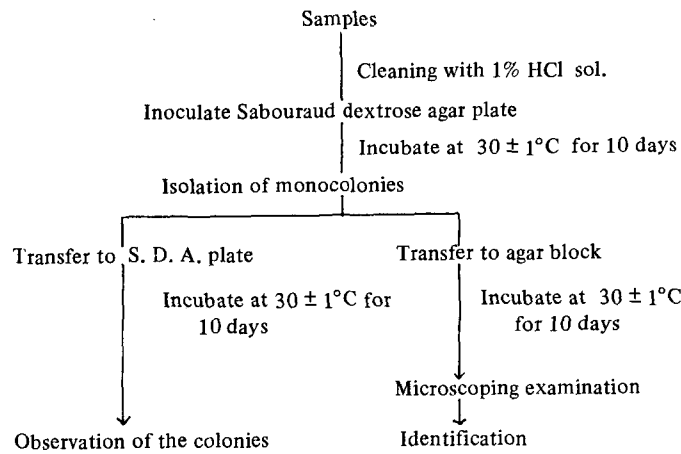 Samples
Cleaning with 1% HCl sol.
Inoculate Sabouraud dextrose agar plate
Incubate at 30 ± 1°C for 10 days
Isolation of monocolonies
Transfer to S. D. A. plate
Incubate at 30 ± 1°C for
10 days
Observation of the colonies
Transfer to agar block
Incubate at 30 ± 1°C
for 10 days
Microscoping examination
Identification